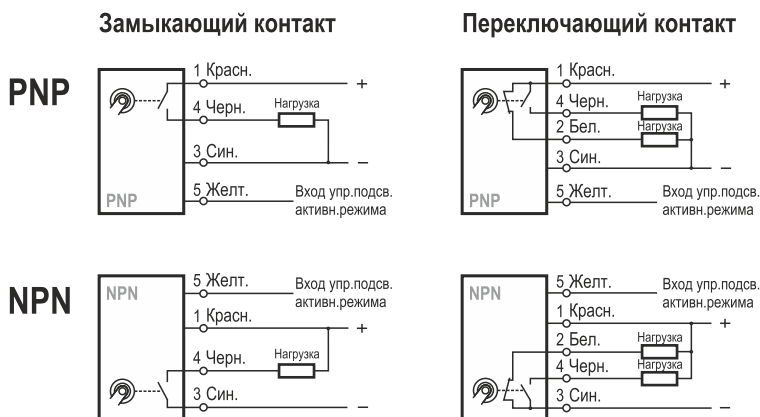 Замыкающий контакт
Переключающий контакт
PNP
1 Красн.
+
4 Черн.
Нагрузка
3 Син.
–
5 Желт.
Вход упр.подсв.
активн.режима
PNP
1 Красн.
+
4 Черн.
Нагрузка
2 Бел.
Нагрузка
3 Син.
–
5 Желт.
Вход упр.подсв.
активн.режима
PNP
NPN
NPN
5 Желт.
Вход упр.подсв.
активн.режима
1 Красн.
+
4 Черн.
Нагрузка
3 Син.
–
NPN
5 Желт.
Вход упр.подсв.
активн.режима
1 Красн.
+
2 Бел.
Нагрузка
4 Черн.
Нагрузка
3 Син.
–